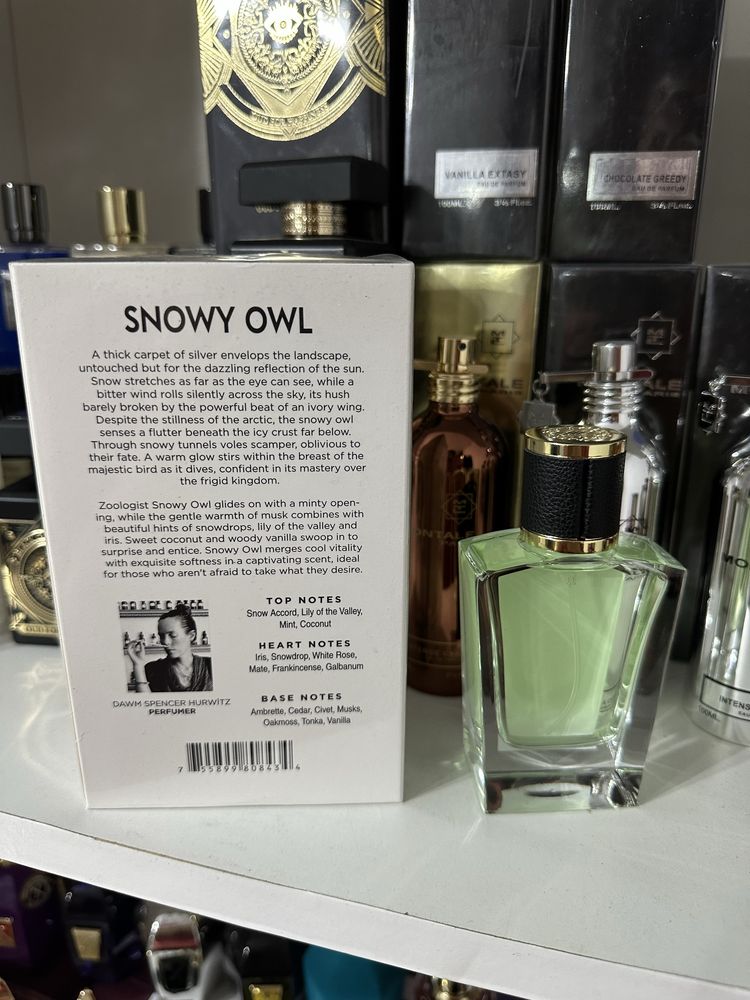 OUD FOR HAPPINESS
VANILLA EXTASY
EAU DE PARFUM
CHOCOLATE GREEDY
EAU DE PARFUM
SNOWY OWL
A thick carpet of silver envelops the landscape,
untouched but for the dazzling reflection of the sun.
Snow stretches as far as the eye can see, while a
bitter wind rolls silently across the sky, its hush
barely broken by the powerful beat of an ivory wing.
Despite the stillness of the arctic, the snowy owl
senses a flutter beneath the icy crust far below.
Through snowy tunnels voles scamper, oblivious to
their fate. A warm glow stirs within the breast of the
majestic bird as it dives, confident in its mastery over
the frigid kingdom.
Zoologist Snowy Owl glides on with a minty open-
ing, while the gentle warmth of musk combines with
beautiful hints of snowdrops, lily of the valley and
iris. Sweet coconut and woody vanilla swoop in to
surprise and entice. Snowy Owl merges cool vitality
with exquisite softness in a captivating scent, ideal
for those who aren't afraid to take what they desire.
TOP NOTES
Snow Accord, Lily of the Valley,
Mint, Coconut
HEART NOTES
Iris, Snowdrop, White Rose,
Mate, Frankincense, Galbanum
BASE NOTES
Ambrette, Cedar, Civet, Musks,
Oakmoss, Tonka, Vanilla
DAWM SPENCER HURWITZ
PERFUMER
7 55899 80843 4
INTENS
100ML